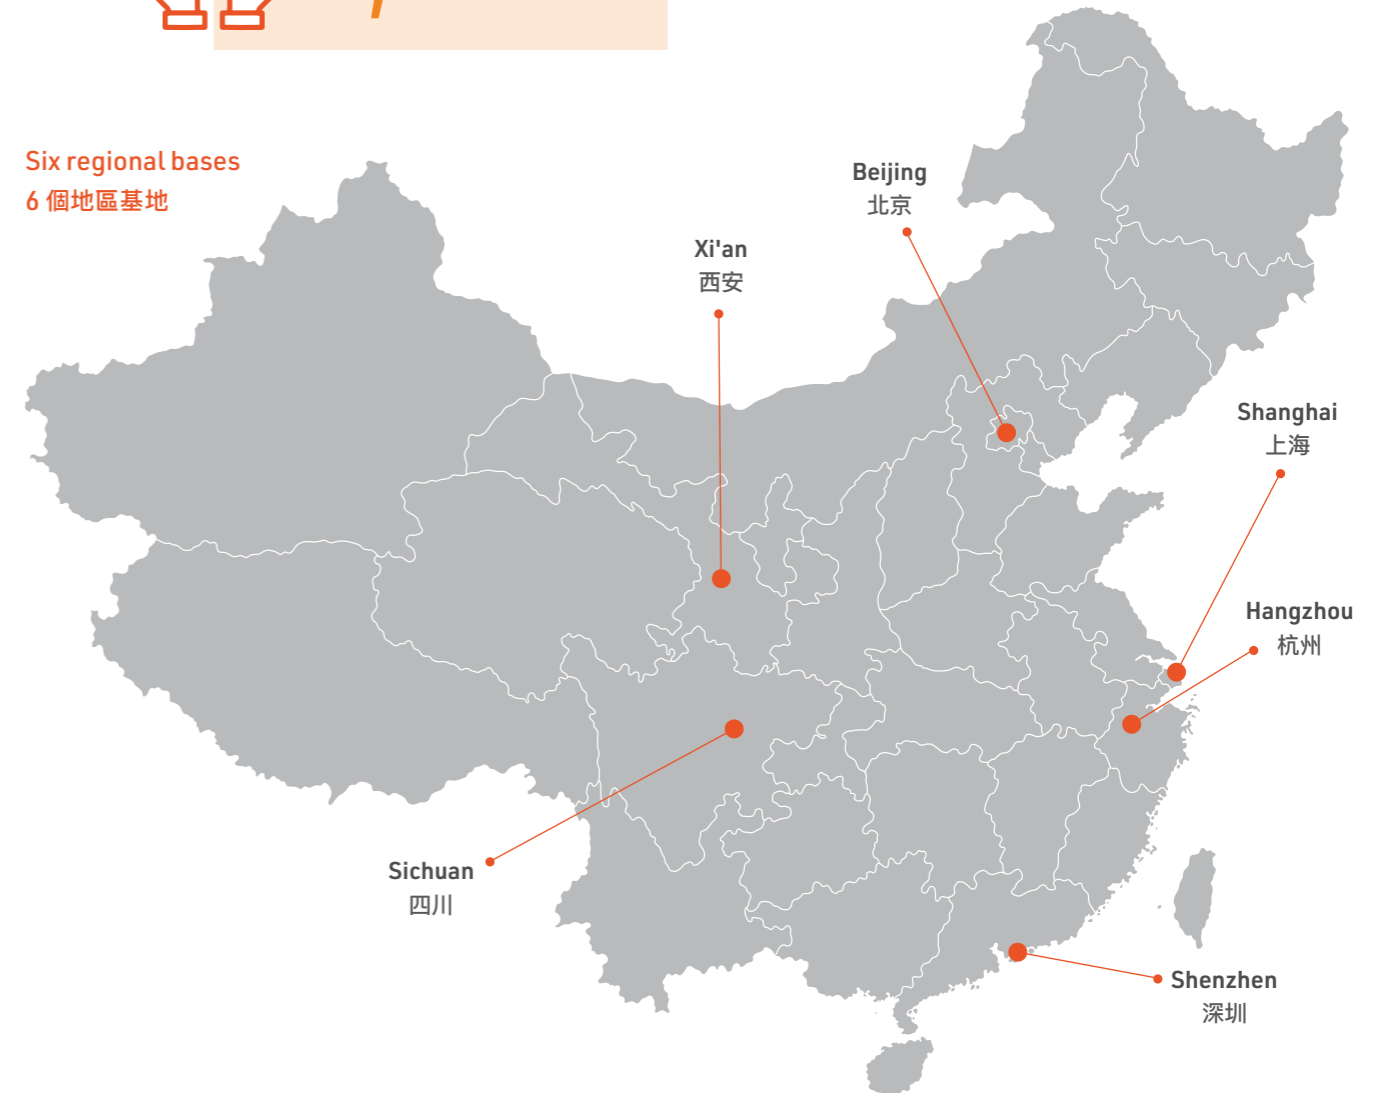 Six regional bases
6 個地區基地
Beijing
北京
Xi'an
西安
Shanghai
上海
Hangzhou
杭州
Sichuan
四川
Shenzhen
深圳